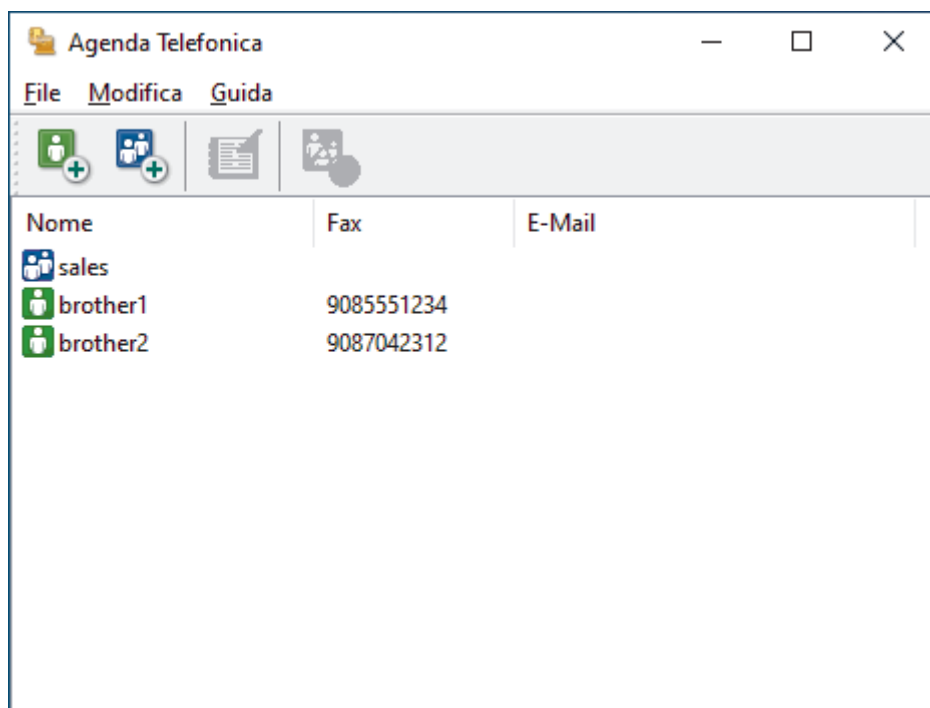 Agenda Telefonica
File Modifica Guida
Nome Fax E-Mail
sales
brother1 9085551234
brother2 9087042312